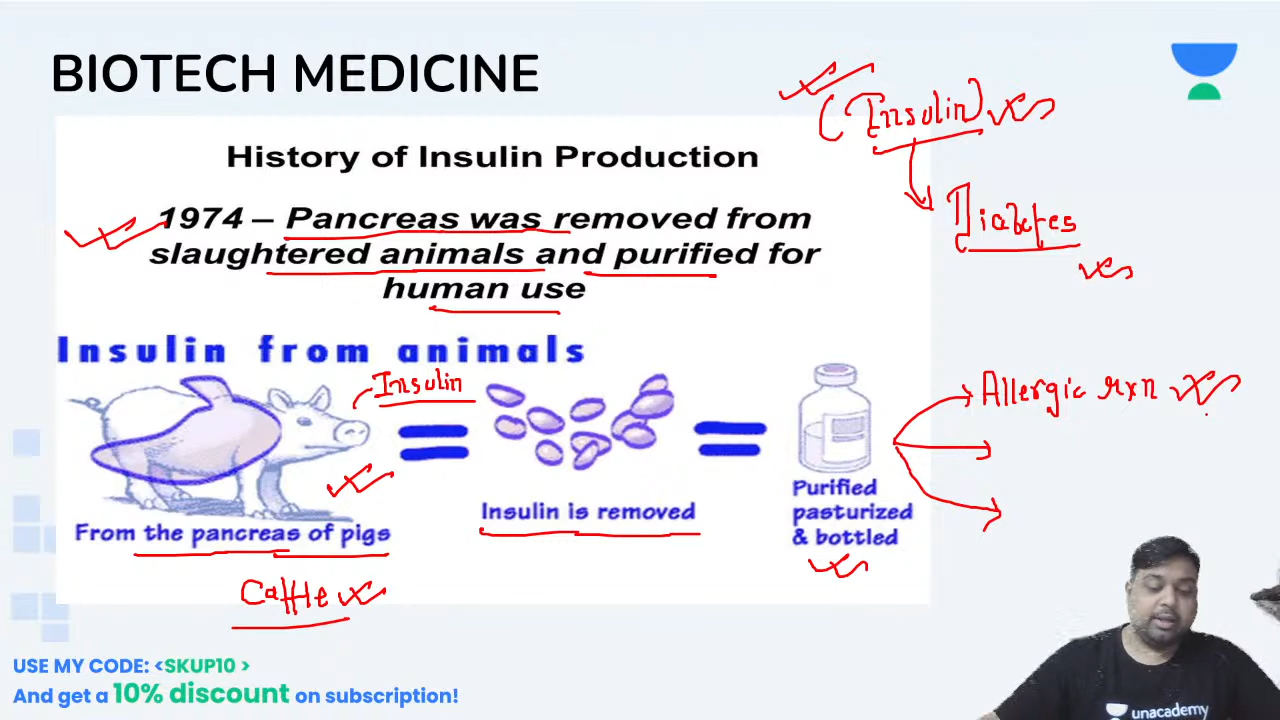 BIOTECH MEDICINE
(Insulin)
Diabetes
History of Insulin Production
1974 – Pancreas was removed from
slaughtered animals and purified for
human use
Insulin from animals
Insulin
Allergic rxn
From the pancreas of pigs
Insulin is removed
Purified
pasturized
& bottled
Cattle
USE MY CODE: <SKUP10 >
And get a 10% discount on subscription!
unacademy